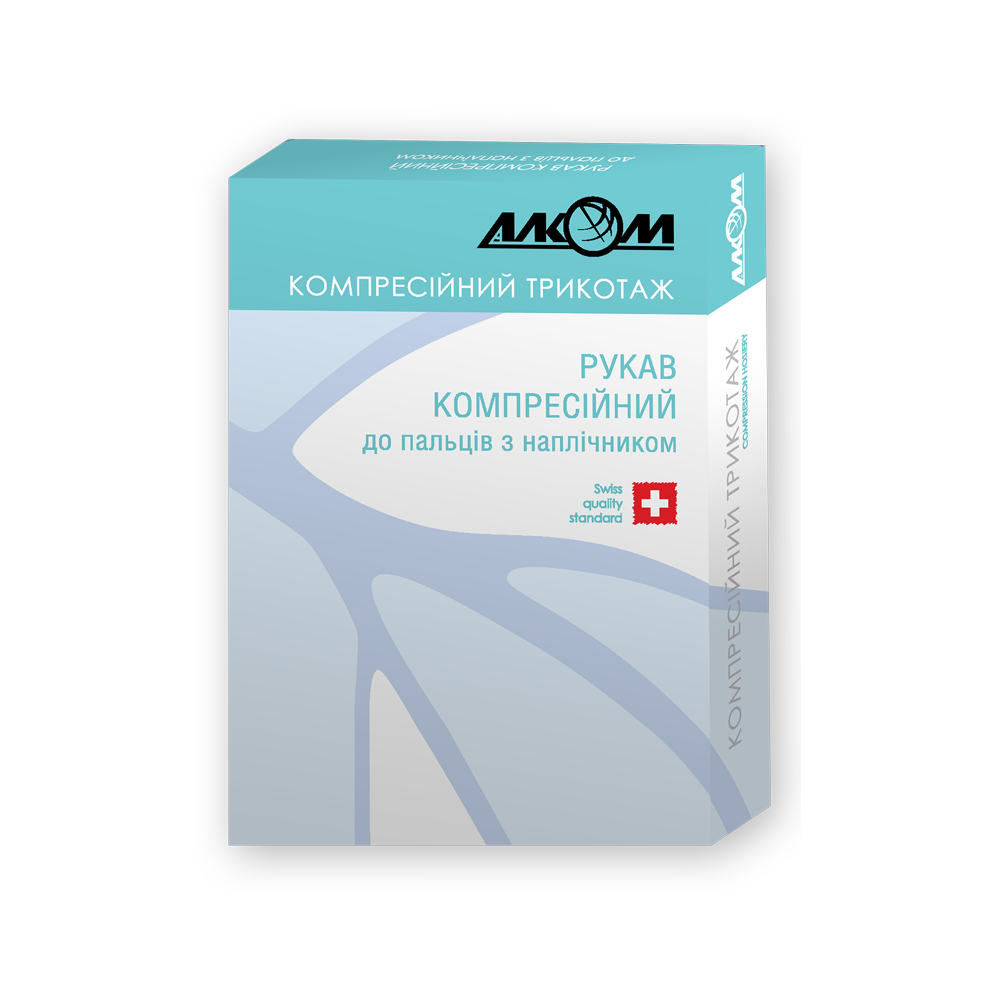 РУКАВ КОМПРЕСІЙНИЙ
ДО ПОЛЬЦІВ З НАПЛІЧНИКОМ
АЛКОМ
КОМПРЕСІЙНИЙ ТРИКОТАЖ
РУКАВ
КОМПРЕСІЙНИЙ
до пальців з наплічником
Swiss
quality
standard
АЛКОМ
КОМПРЕСІЙНИЙ ТРИКОТАЖ
COMPRESSION HOSIERY